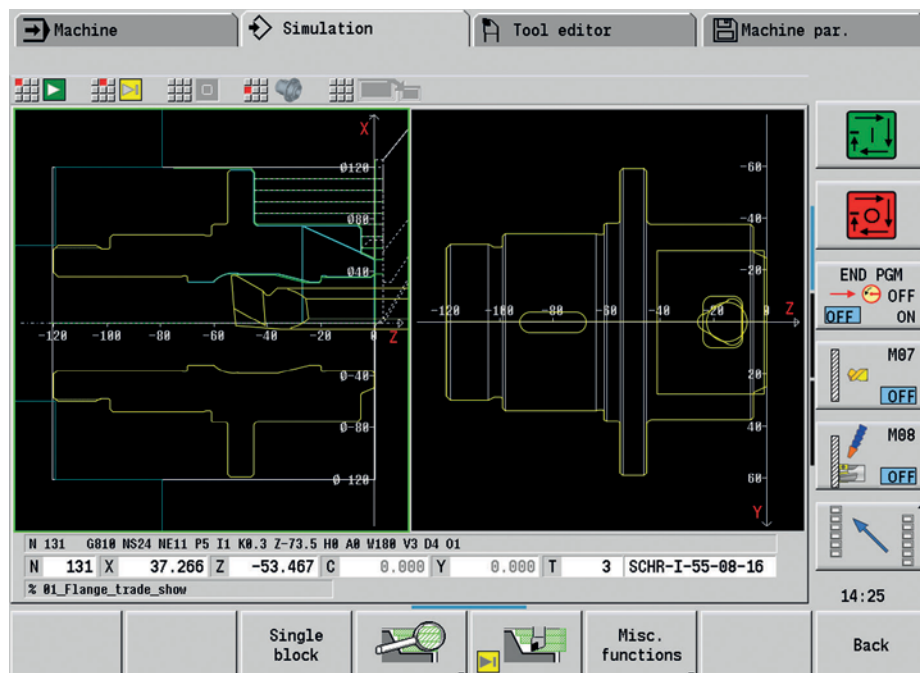 Machine
Simulation
Tool editor
Machine par.
X
Ø120
Ø80
Ø40
-120 -100 -80 -60 -40 -20 0
Z
Ø-40
Ø-80
Ø 120
-60
-40
-20
-120 -100 -80 -60 -40 -20 0
Z
20
40
60
Y
END PGM
OFF
OFF ON
M07
OFF
M08
OFF
N 131 G810 NS24 NE11 P5 I1 K0.3 Z-73.5 H0 A0 W180 V3 D4 O1
N 131 X 37.266 Z -53.467 C 0.000 Y 0.000 T 3 SCHR-I-55-08-16
% 01_Flange_trade_show
14:25
Single
block
Misc.
functions
Back